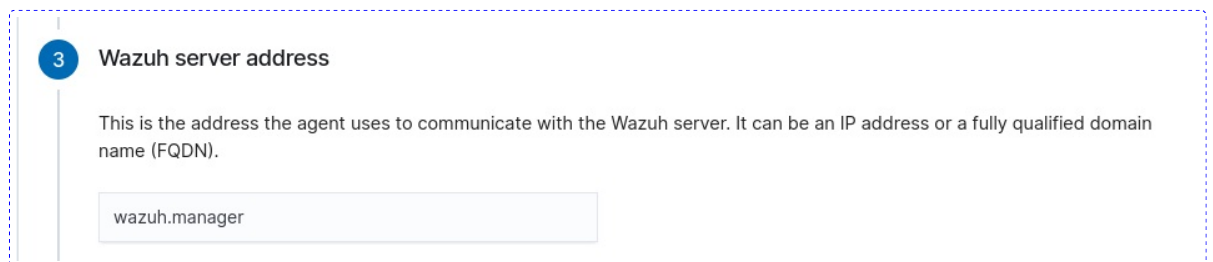 3
Wazuh server address
This is the address the agent uses to communicate with the Wazuh server. It can be an IP address or a fully qualified domain
name (FQDN).
wazuh.manager